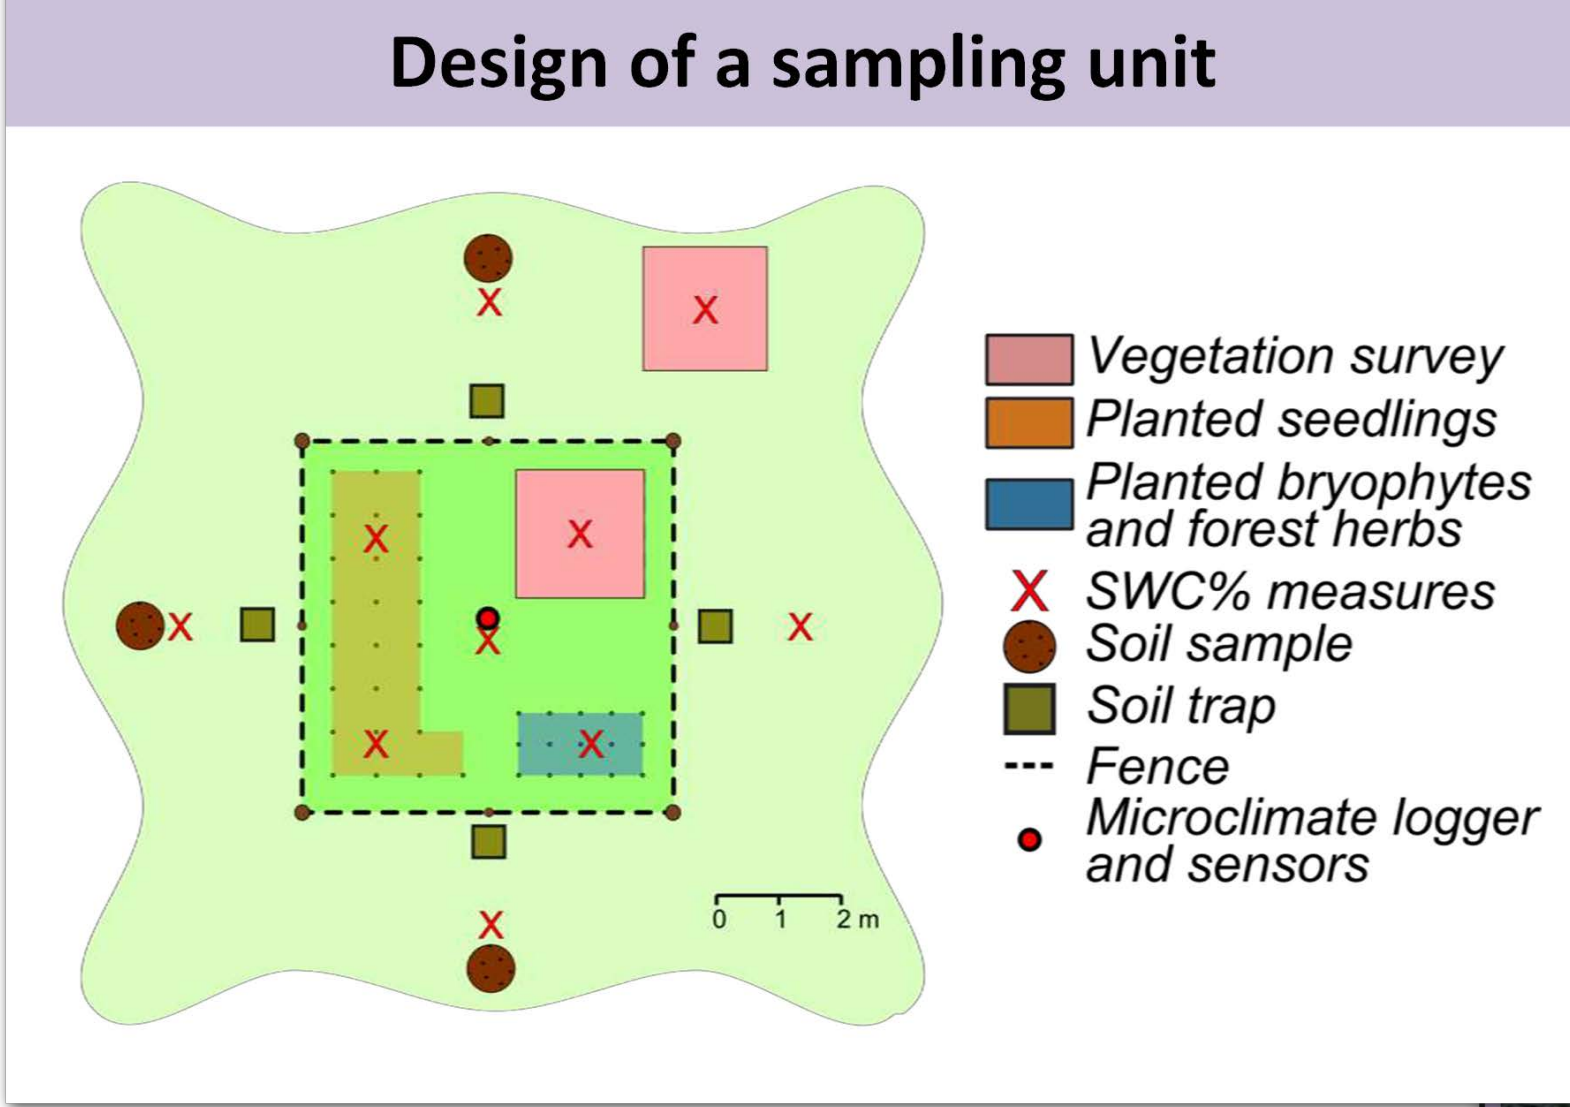 Design of a sampling unit
X
X
X
X
X
X
X
X
X
X
X
0 1 2 m
Vegetation survey
Planted seedlings
Planted bryophytes
and forest herbs
X SWC% measures
Soil sample
Soil trap
Fence
Microclimate logger
and sensors